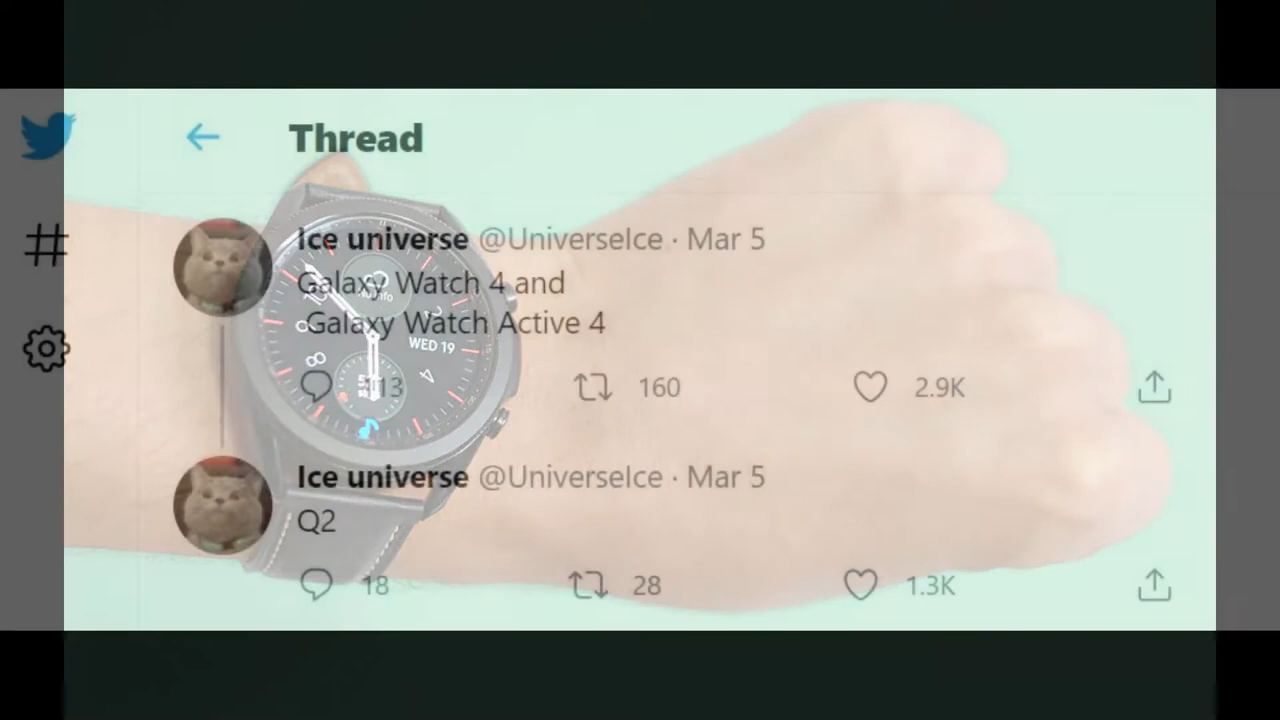 Thread
Ice universe @UniverseIce · Mar 5
Galaxy Watch 4 and
Galaxy Watch Active 4
WED 19
113 160 2.9K
Ice universe @UniverseIce · Mar 5
Q2
18 28 1.3K